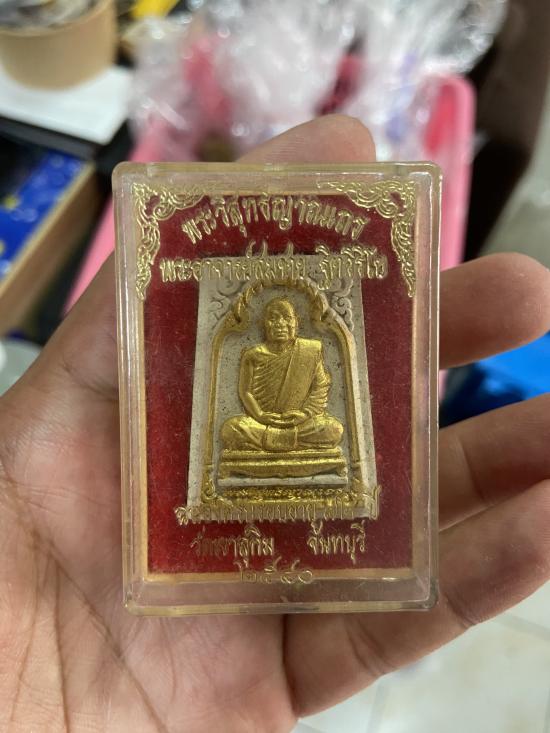 พระวิสุทธิญาณเถร
พระอาจารย์สมชาย ฐิตวิริโย
วัดเขาสุกิม จันทบุรี
๒๕๔๐